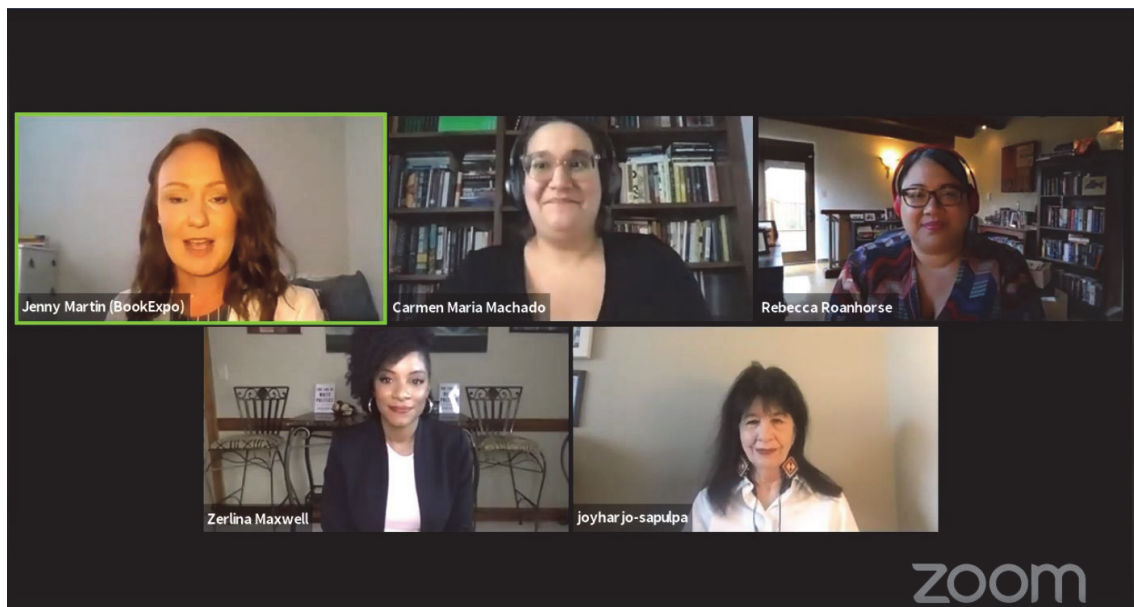 Jenny Martin (BookExpo)
Carmen Maria Machado
Rebecca Roanhorse
Zerlina Maxwell
joyharjo-sapulpa
zoom